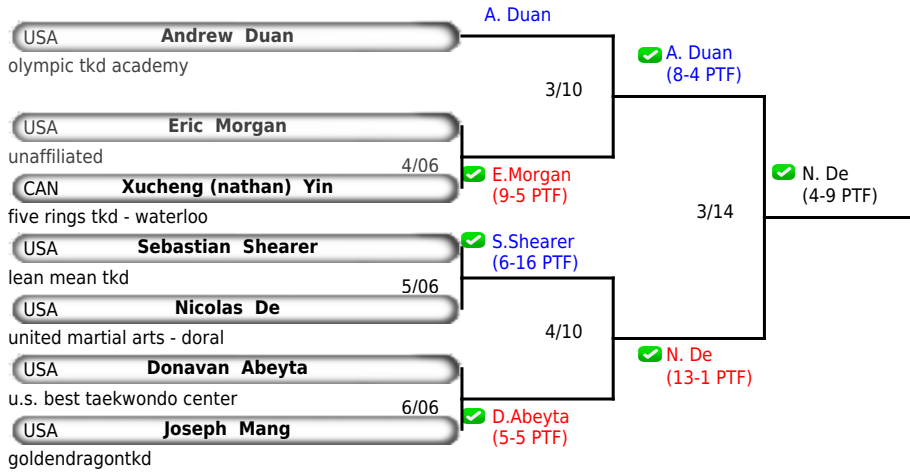 A. Duan
USA Andrew Duan
olympic tkd academy
A. Duan
(8-4 PTF)
3/10
USA Eric Morgan
unaffiliated
4/06
E.Morgan
(9-5 PTF)
CAN Xucheng (nathan) Yin
five rings tkd - waterloo
N. De
(4-9 PTF)
3/14
USA Sebastian Shearer
lean mean tkd
S.Shearer
(6-16 PTF)
5/06
USA Nicolas De
united martial arts - doral
4/10
N. De
(13-1 PTF)
USA Donavan Abeyta
u.s. best taekwondo center
6/06
D.Abeyta
(5-5 PTF)
USA Joseph Mang
goldendragontkd